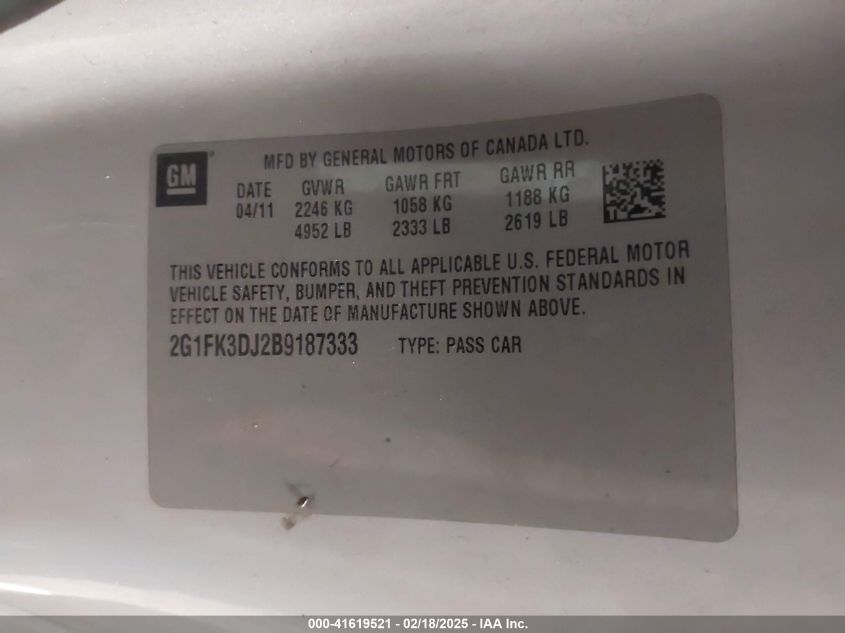 GM
MFD BY GENERAL MOTORS OF CANADA LTD.
DATE GVWR GAWR FRT GAWR RR
04/11 2246 KG 1058 KG 1188 KG
4952 LB 2333 LB 2619 LB
THIS VEHICLE CONFORMS TO ALL APPLICABLE U.S. FEDERAL MOTOR
VEHICLE SAFETY, BUMPER, AND THEFT PREVENTION STANDARDS IN
EFFECT ON THE DATE OF MANUFACTURE SHOWN ABOVE.
2G1FK3DJ2B9187333 TYPE: PASS CAR
000-41619521 - 02/18/2025 - IAA Inc.